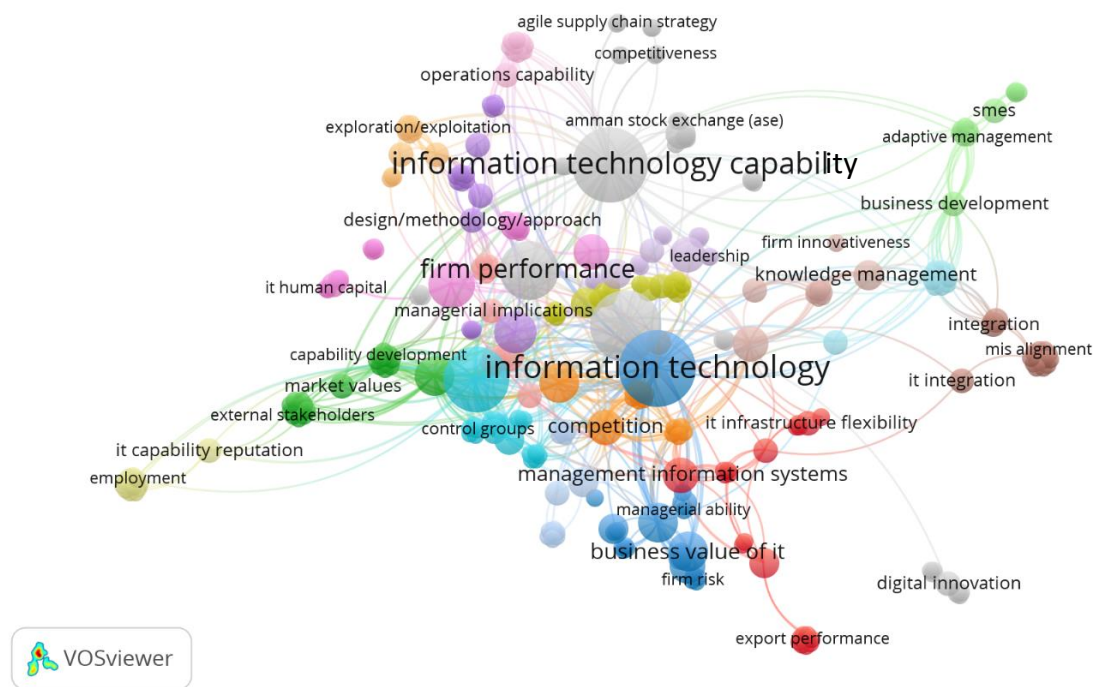 agile supply chain strategy
competitiveness
operations capability
smes
amman stock exchange (ase)
exploration/exploitation
adaptive management
information technology capability
business development
design/methodology/approach
firm innovativeness
leadership
firm performance
knowledge management
it human capital
managerial implications
integration
mis alignment
capability development
information technology
it integration
market values
external stakeholders
it infrastructure flexibility
control groups
competition
it capability reputation
management information systems
employment
managerial ability
business value of it
firm risk
digital innovation
export performance
VOSviewer